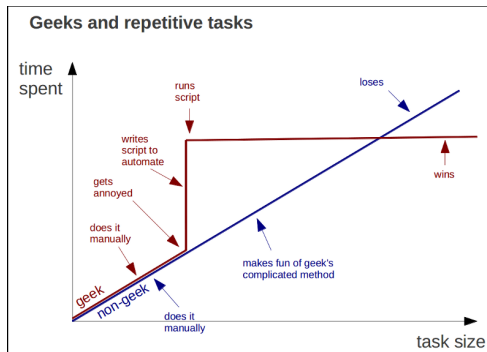 Geeks and repetitive tasks
time
spent
runs
script
loses
writes
script to
automate
wins
gets
annoyed
does it
manually
makes fun of geek's
complicated method
geek
non-geek
does it
manually
task size